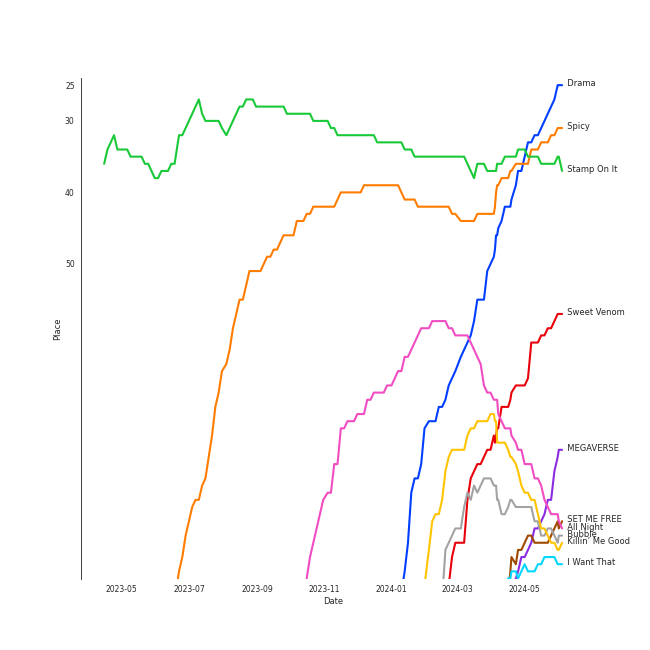 25
30
40
50
Place
Drama
Spicy
Stamp On It
Sweet Venom
MEGAVERSE
SET ME FREE
All Night
Bubble
Killin' Me Good
I Want That
2023-05
2023-07
2023-09
2023-11
2024-01
2024-03
2024-05
Date